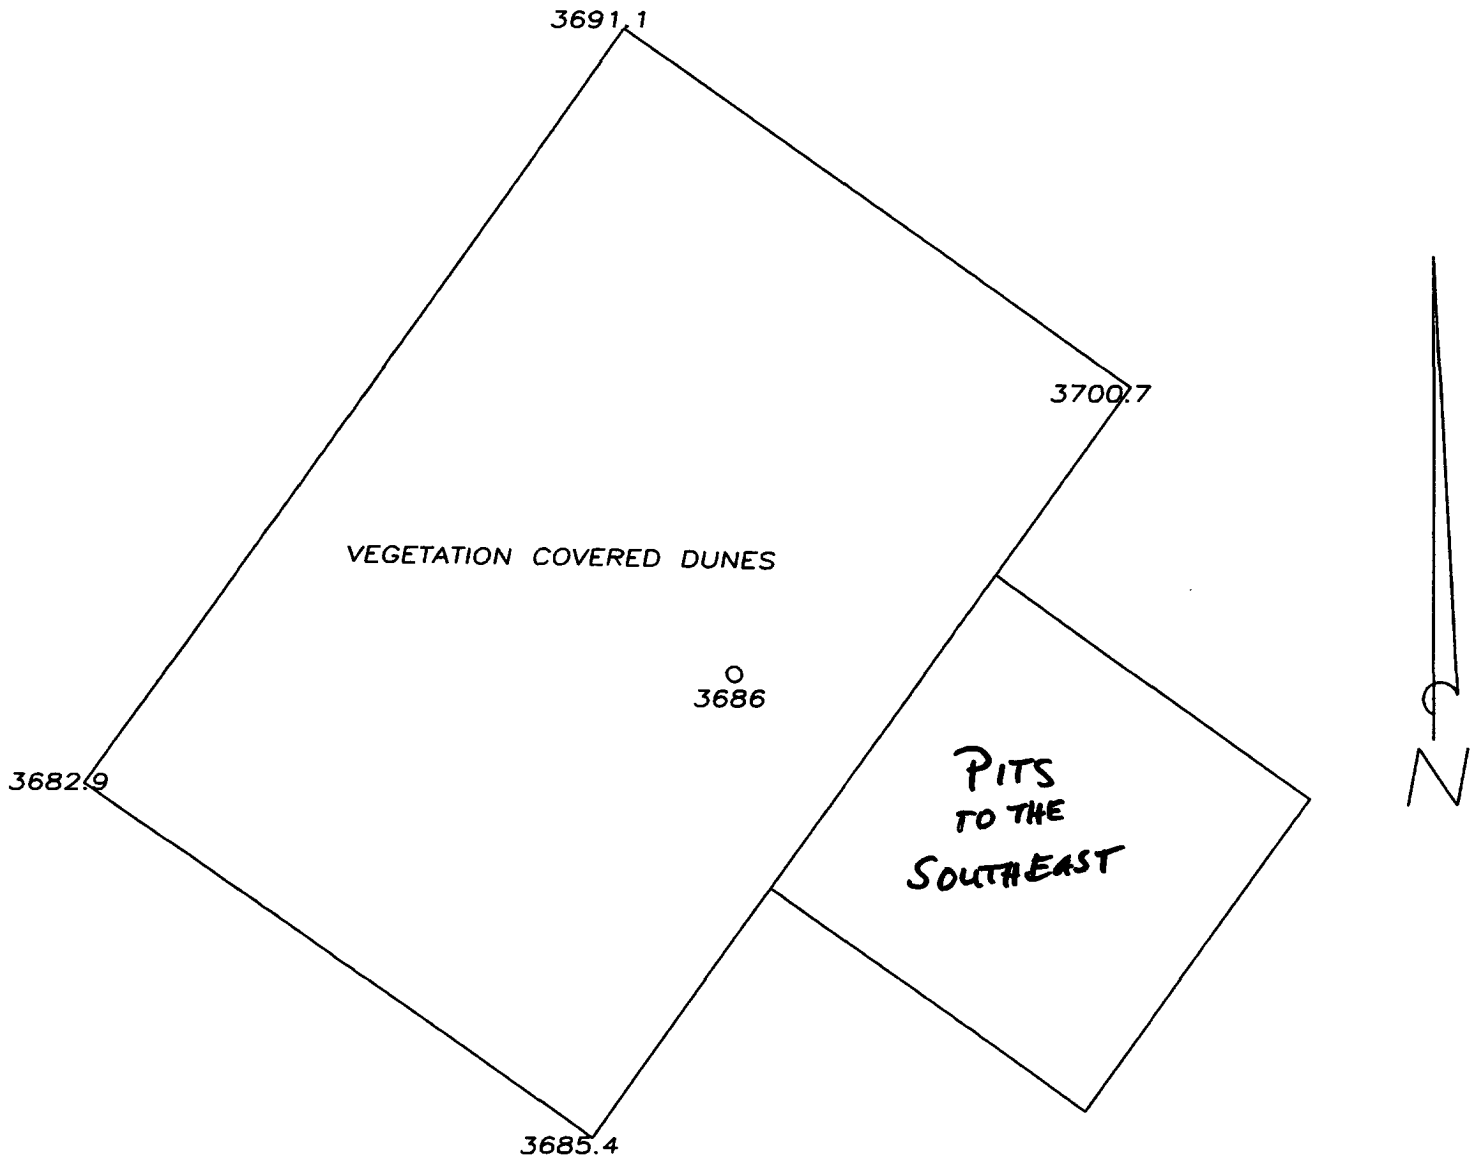 3691.1
3700.7
VEGETATION COVERED DUNES
3686
3682.9
PITS
TO THE
SOUTHEAST
N
3685.4